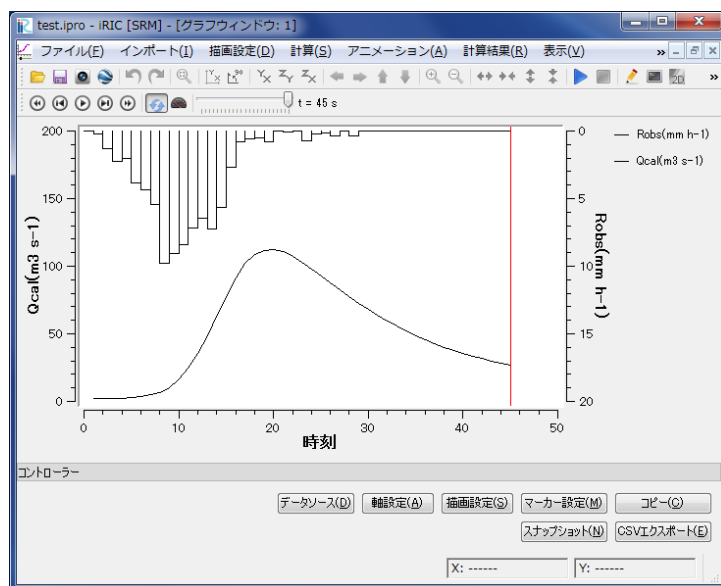 test.ipro - iRIC [SRM] - [グラフウィンドウ: 1]
ファイル(F) インポート(I) 描画設定(D) 計算(S) アニメーション(A) 計算結果(R) 表示(V) »
»
t = 45 s
200 0 Robs(mm h-1)
Qcal(m3 s-1)
150 5
100 10
50 15
0 20
Qcal(m3 s-1)
Robs(mm h-1)
0 10 20 30 40 50
時刻
コントローラー
データソース(D) 軸設定(A) 描画設定(S) マーカー設定(M) コピー(C)
スナップショット(N) CSVエクスポート(E)
X: ------ Y: ------